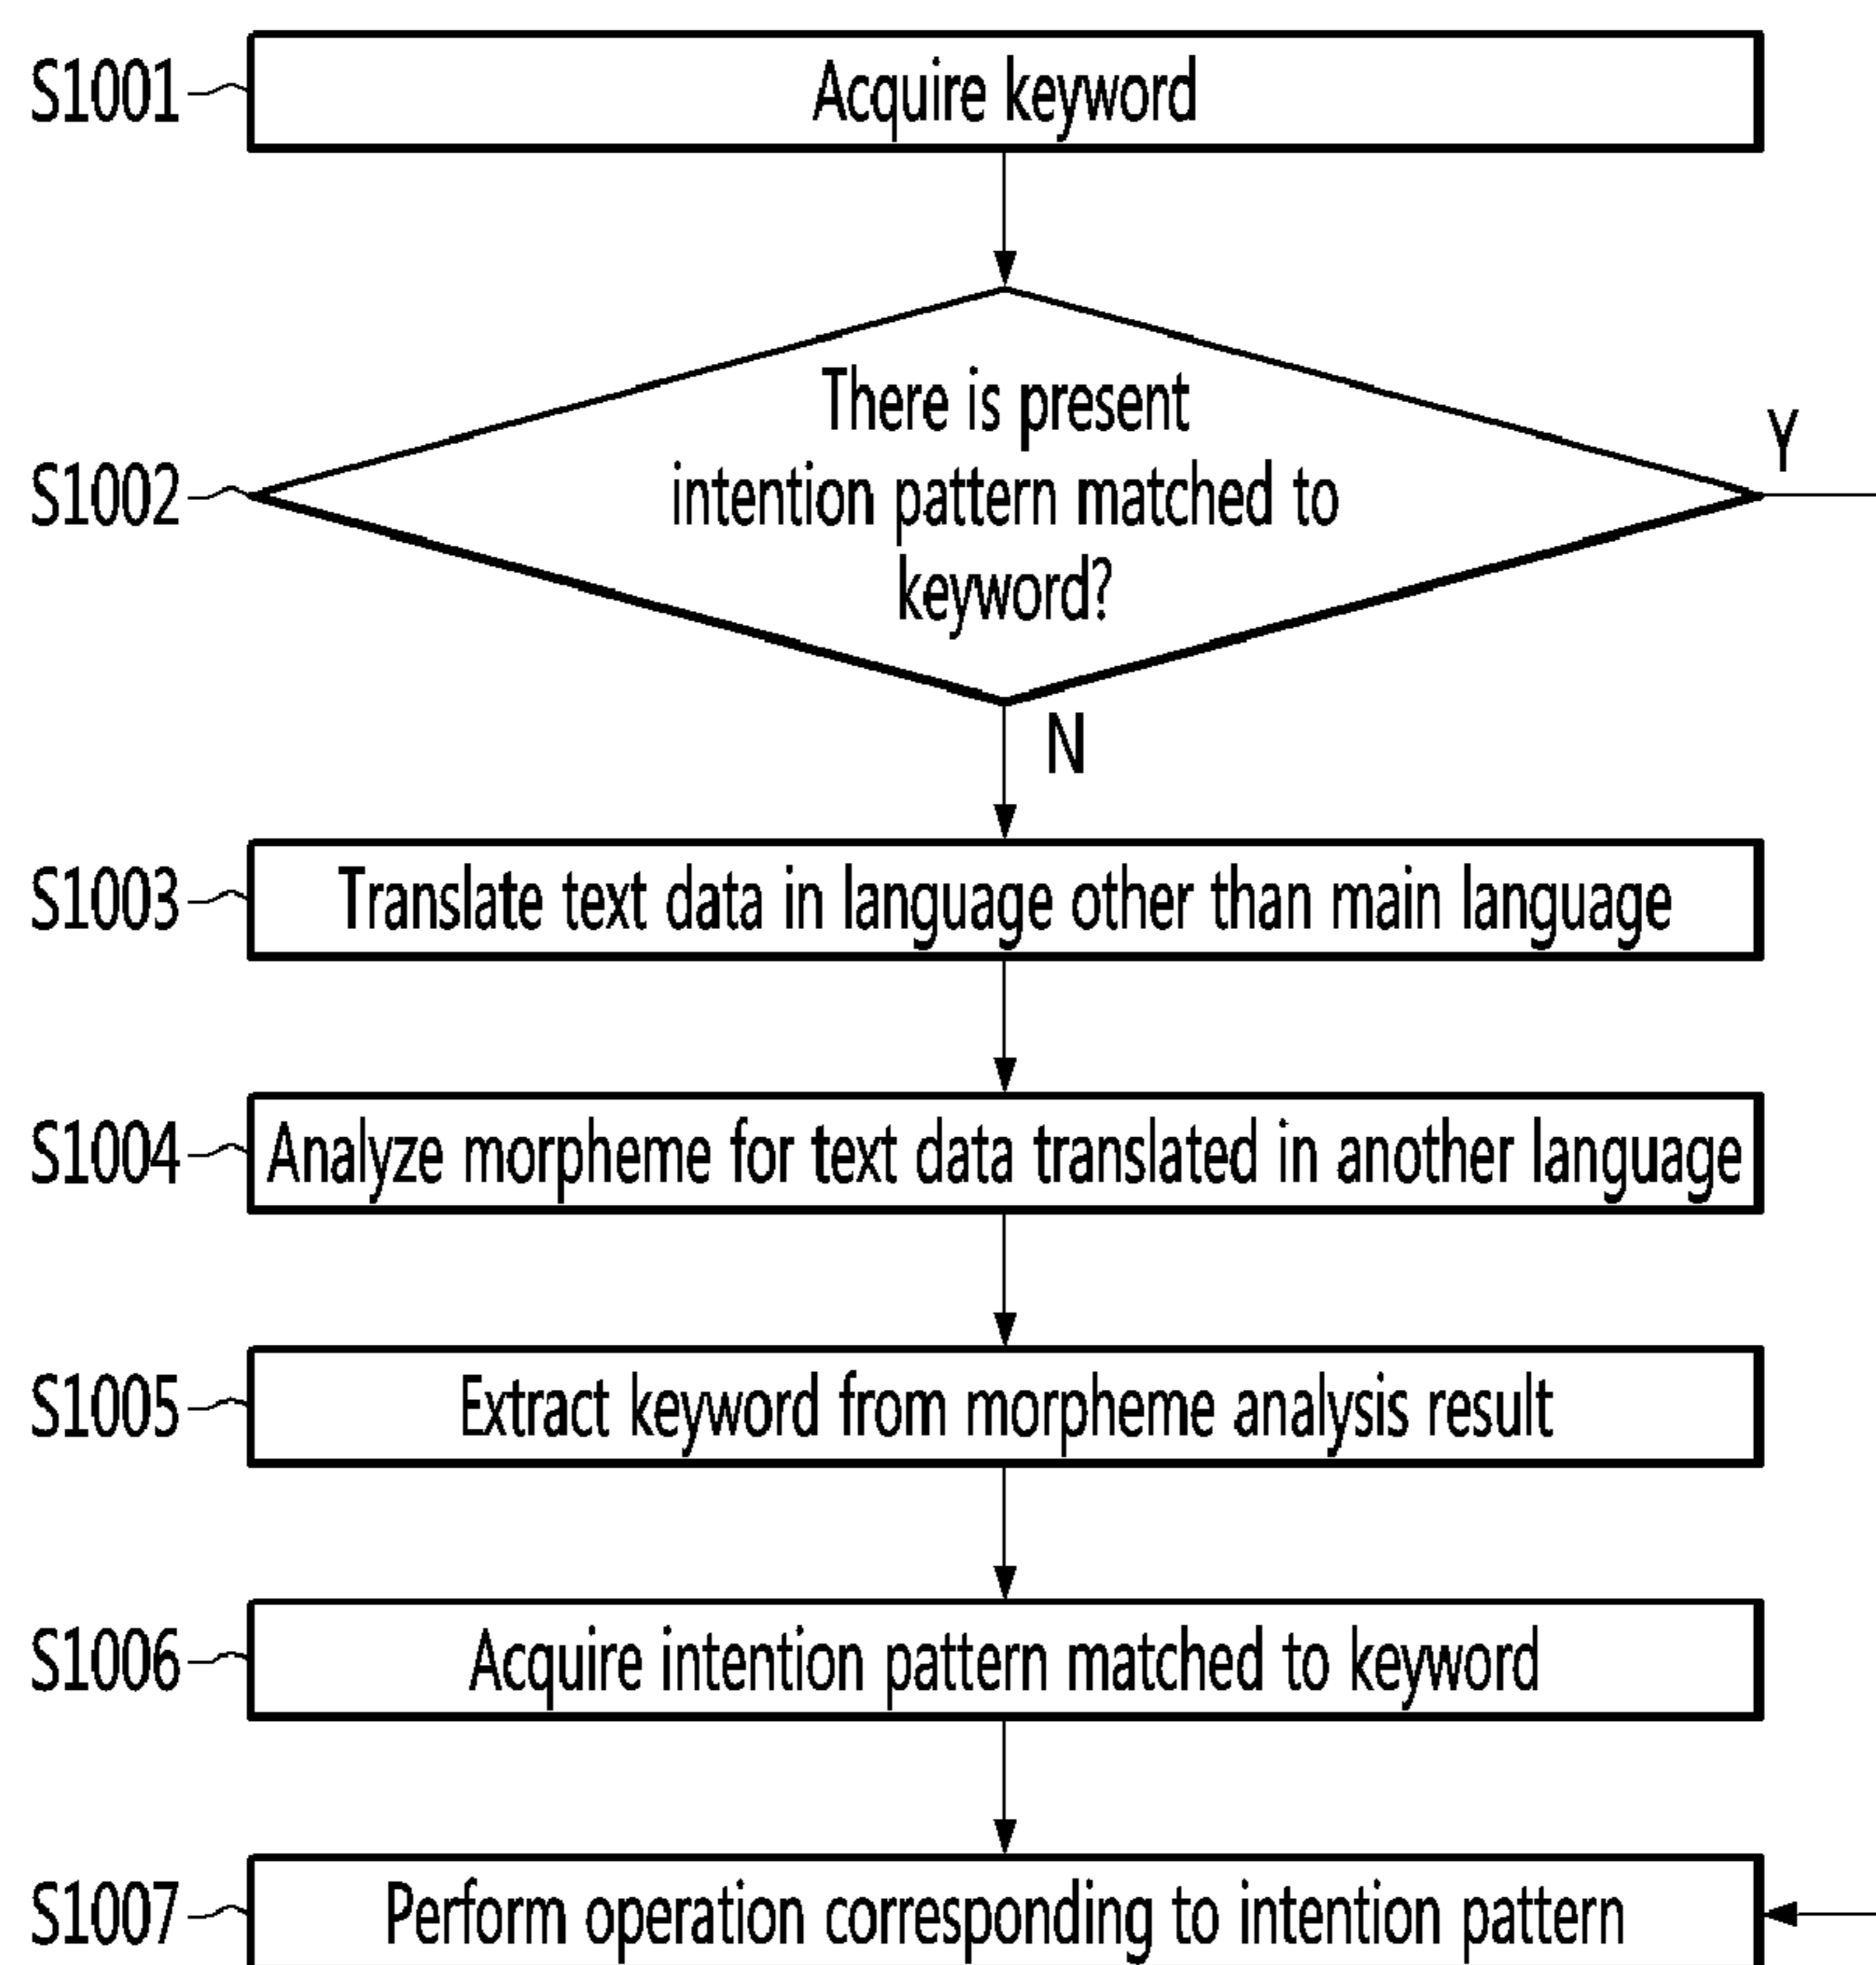 S1001 Acquire keyword
There is present
S1002 intention pattern matched to Y
keyword?
N
S1003 Translate text data in language other than main language
S1004 Analyze morpheme for text data translated in another language
S1005 Extract keyword from morpheme analysis result
S1006 Acquire intention pattern matched to keyword
S1007 Perform operation corresponding to intention pattern